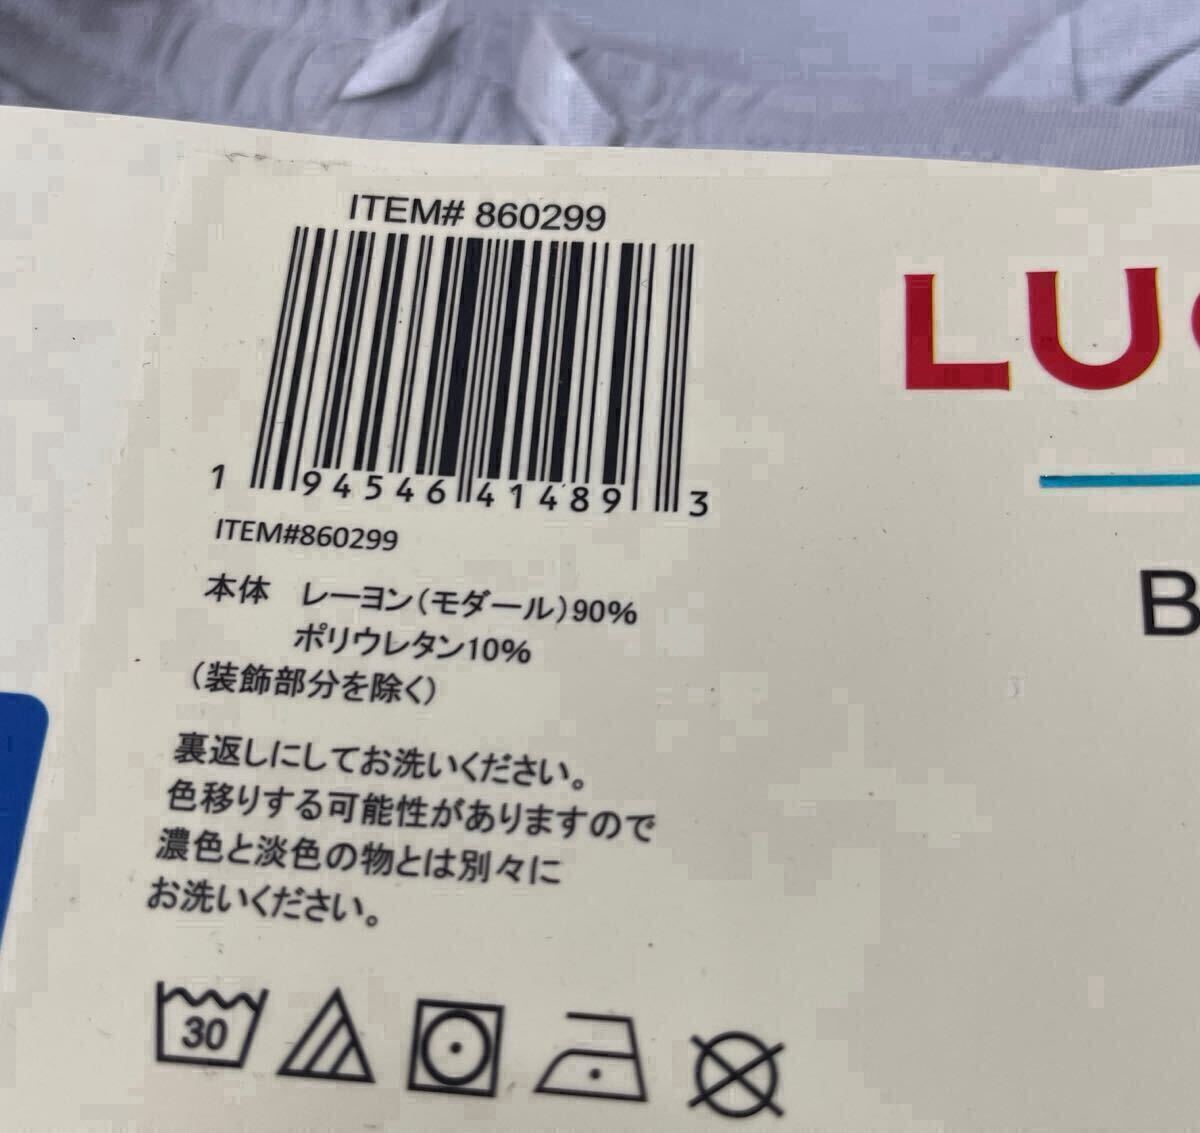 ITEM# 860299
1 94546 41489 3
ITEM#860299
本体 レーヨン(モダール)90%
ポリウレタン10%
(装飾部分を除く)
裏返しにしてお洗いください。
色移りする可能性がありますので
濃色と淡色の物とは別々に
お洗いください。
30
LU
B